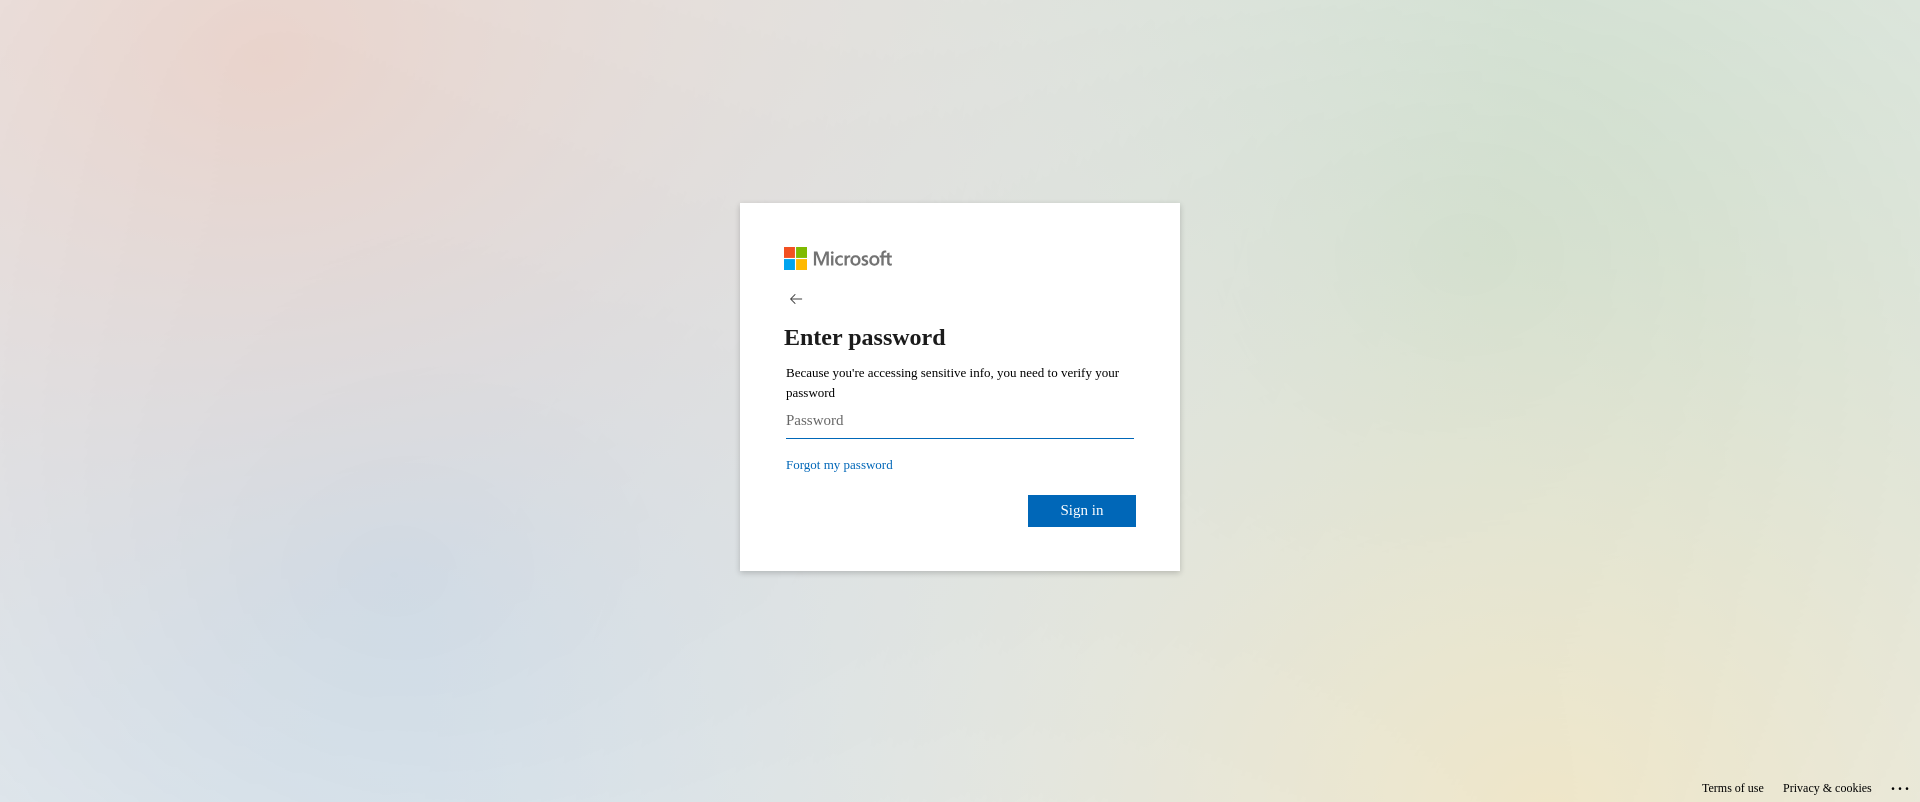 Microsoft
Enter password
Because you're accessing sensitive info, you need to verify your
password
Password
Forgot my password
Sign in
Terms of use Privacy & cookies ...